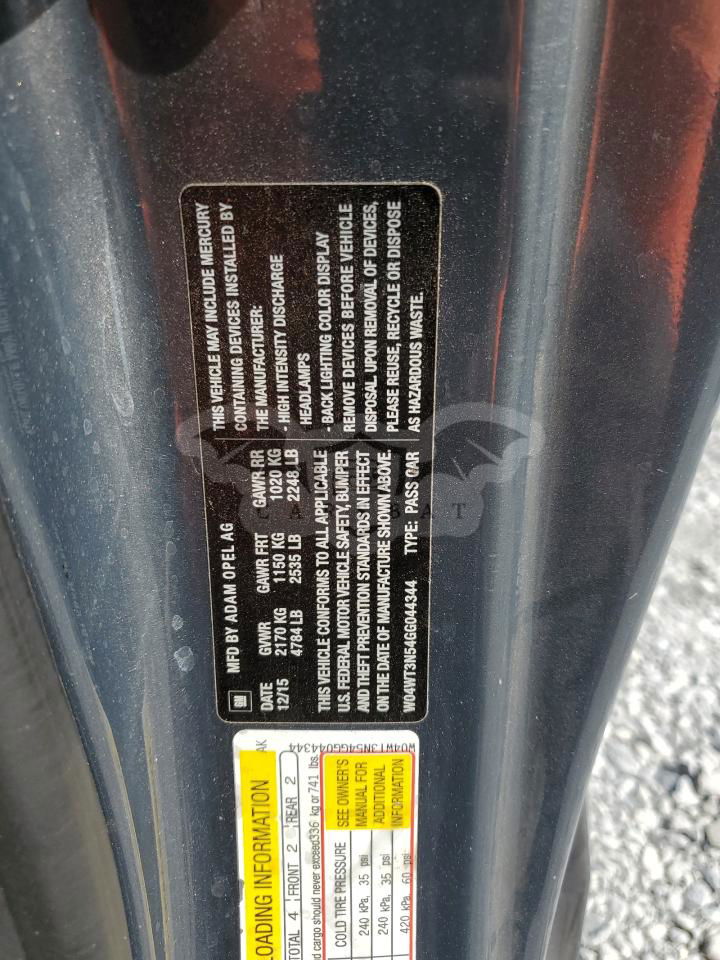 GM
MFD BY ADAM OPEL AG
DATE GVWR GAWR FRT GAWR RR
12/15 2170 KG 1150 KG 1020 KG
4784 LB 2535 LB 2248 LB
THIS VEHICLE CONFORMS TO ALL APPLICABLE
U.S. FEDERAL MOTOR VEHICLE SAFETY, BUMPER
AND THEFT PREVENTION STANDARDS IN EFFECT
ON THE DATE OF MANUFACTURE SHOWN ABOVE.
W04WT3N54GG044344 TYPE: PASS CAR
THIS VEHICLE MAY INCLUDE MERCURY
CONTAINING DEVICES INSTALLED BY
THE MANUFACTURER:
- HIGH INTENSITY DISCHARGE
HEADLAMPS
- BACK LIGHTING COLOR DISPLAY
REMOVE DEVICES BEFORE VEHICLE
DISPOSAL. UPON REMOVAL OF DEVICES,
PLEASE REUSE, RECYCLE OR DISPOSE
AS HAZARDOUS WASTE.
AK
LOADING INFORMATION
W04WT3N54GG044344
TOTAL 4 FRONT 2 REAR 2
cargo should never exceed 336 kg or 741 lbs.
COLD TIRE PRESSURE
240 kPa, 35 psi
240 kPa, 35 psi
420 kPa, 60 psi
SEE OWNER'S
MANUAL FOR
ADDITIONAL
INFORMATION